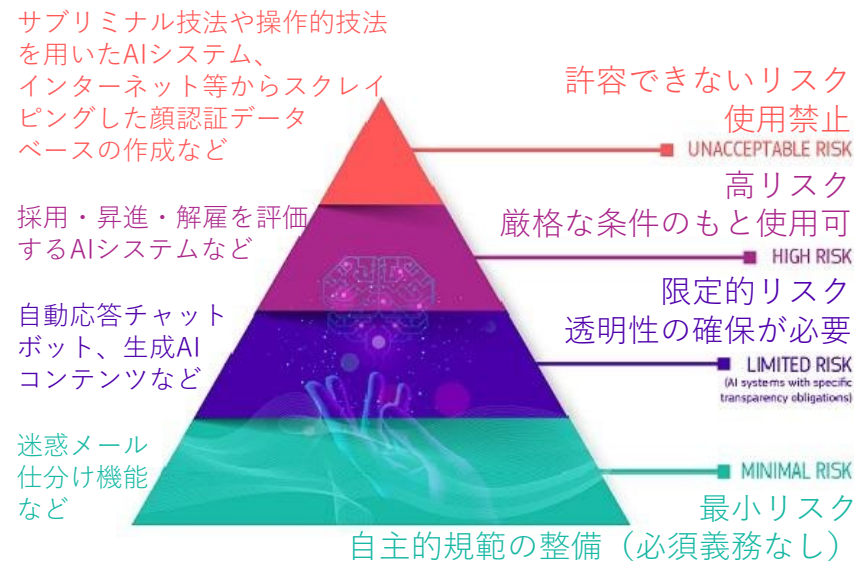 サブリミナル技法や操作的技法
を用いたAIシステム、
インターネット等からスクレイ
ピングした顔認証データ
ベースの作成など
許容できないリスク
使用禁止
UNACCEPTABLE RISK
採用・昇進・解雇を評価
するAIシステムなど
高リスク
厳格な条件のもと使用可
HIGH RISK
自動応答チャット
ボット、生成AI
コンテンツなど
限定的リスク
透明性の確保が必要
LIMITED RISK
(AI systems with specific
transparency obligations)
迷惑メール
仕分け機能
など
MINIMAL RISK
最小リスク
自主的規範の整備（必須義務なし）